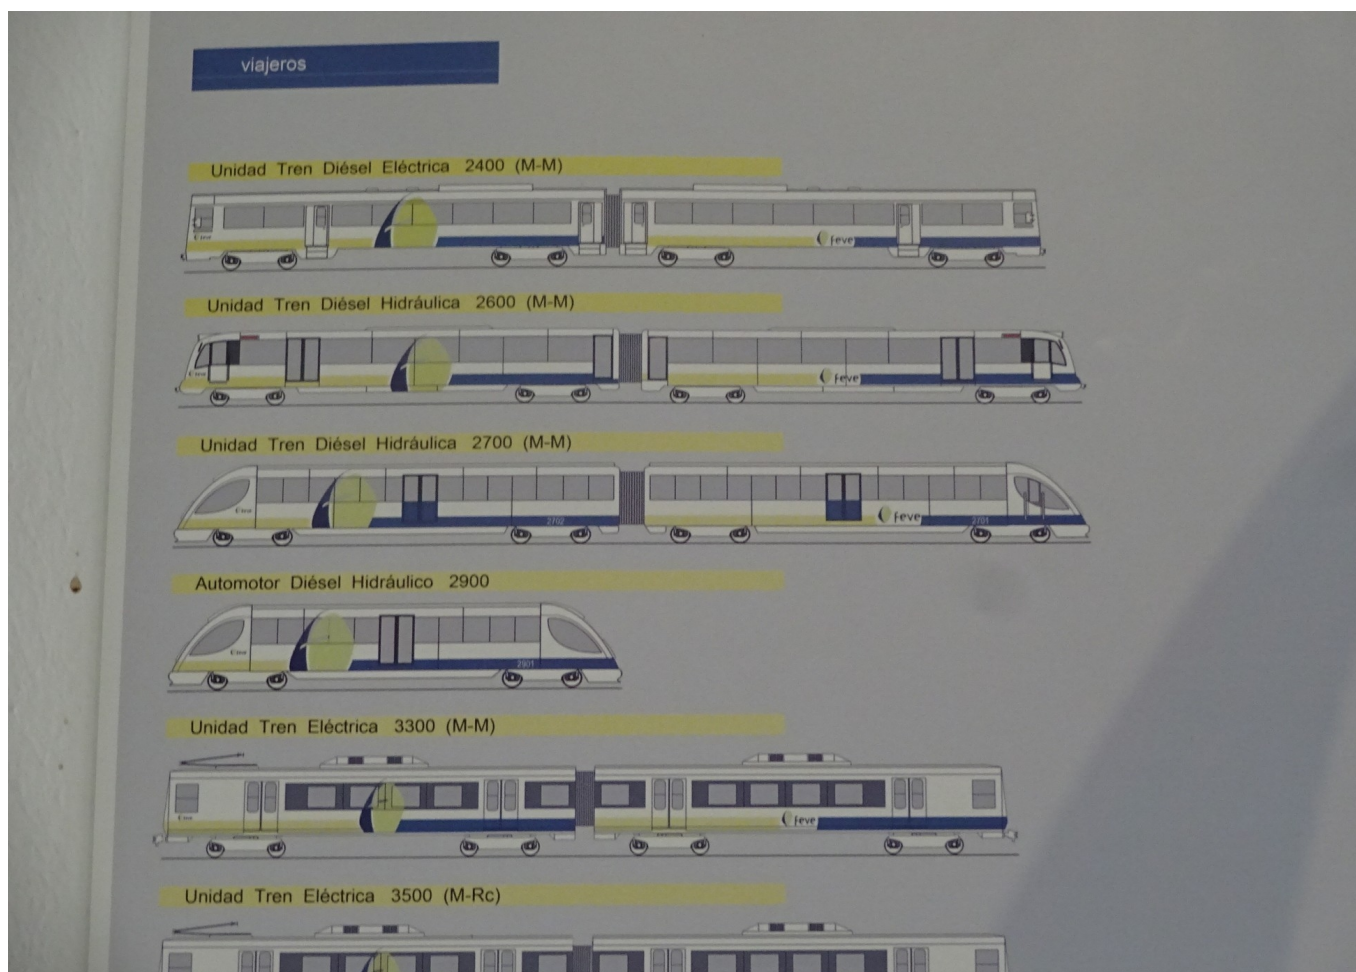 viajeros
Unidad Tren Diésel Eléctrica 2400 (M-M)
feve
Unidad Tren Diésel Hidráulica 2600 (M-M)
feve
Unidad Tren Diésel Hidráulica 2700 (M-M)
2702
feve
2701
Automotor Diésel Hidráulico 2900
2901
Unidad Tren Eléctrica 3300 (M-M)
feve
Unidad Tren Eléctrica 3500 (M-Rc)